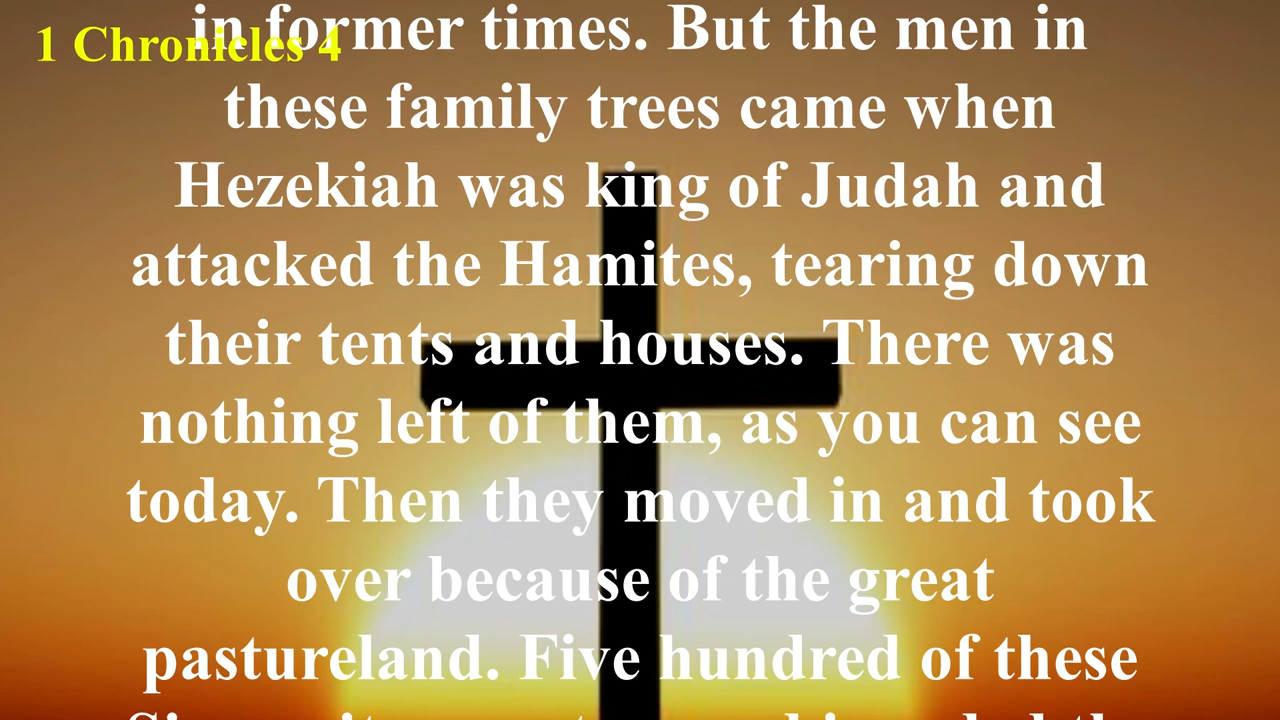 1 Chronicles 4
in former times. But the men in
these family trees came when
Hezekiah was king of Judah and
attacked the Hamites, tearing down
their tents and houses. There was
nothing left of them, as you can see
today. Then they moved in and took
over because of the great
pastureland. Five hundred of these